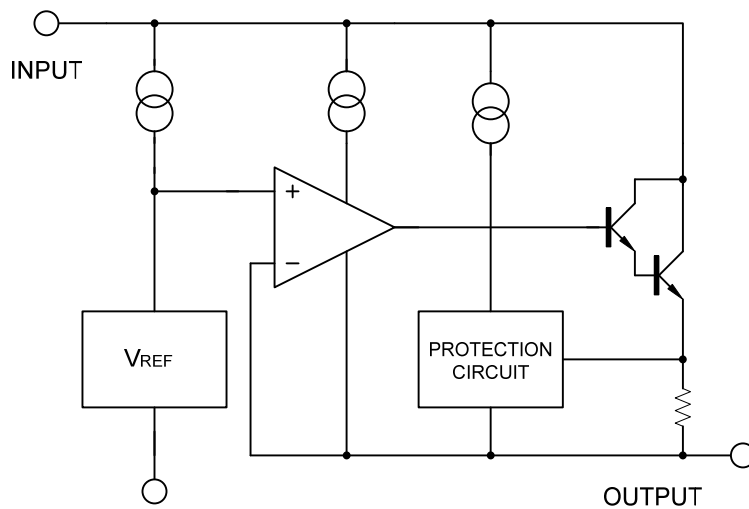 INPUT
+
−
VREF
PROTECTION
CIRCUIT
OUTPUT